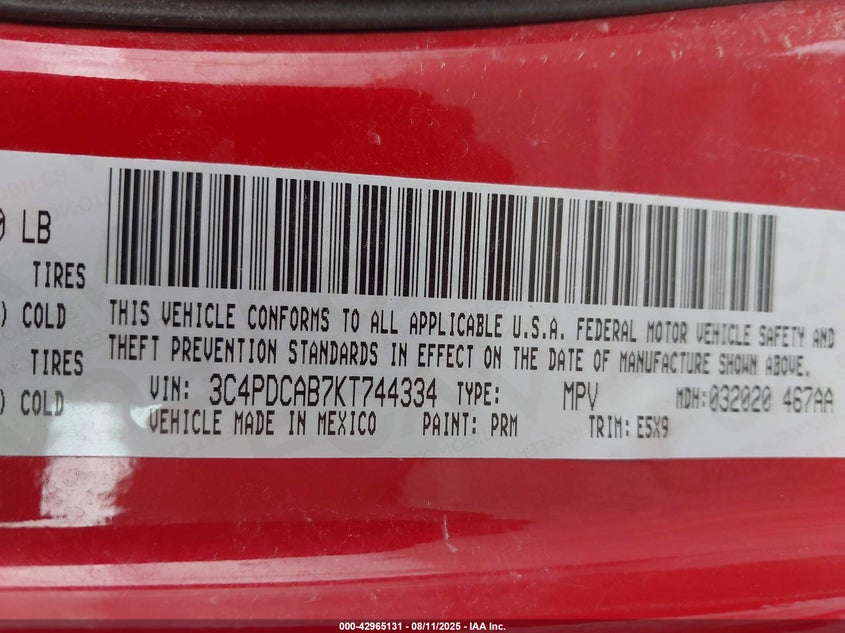 0 LB
TIRES
) COLD
TIRES
) COLD
THIS VEHICLE CONFORMS TO ALL APPLICABLE U.S.A. FEDERAL MOTOR VEHICLE SAFETY AND
THEFT PREVENTION STANDARDS IN EFFECT ON THE DATE OF MANUFACTURE SHOWN ABOVE.
VIN: 3C4PDCAB7KT744334 TYPE: MPV MDH:032020 467AA
VEHICLE MADE IN MEXICO PAINT: PRM TRIM: E5X9
000-42965131 - 08/11/2025 - IAA Inc.